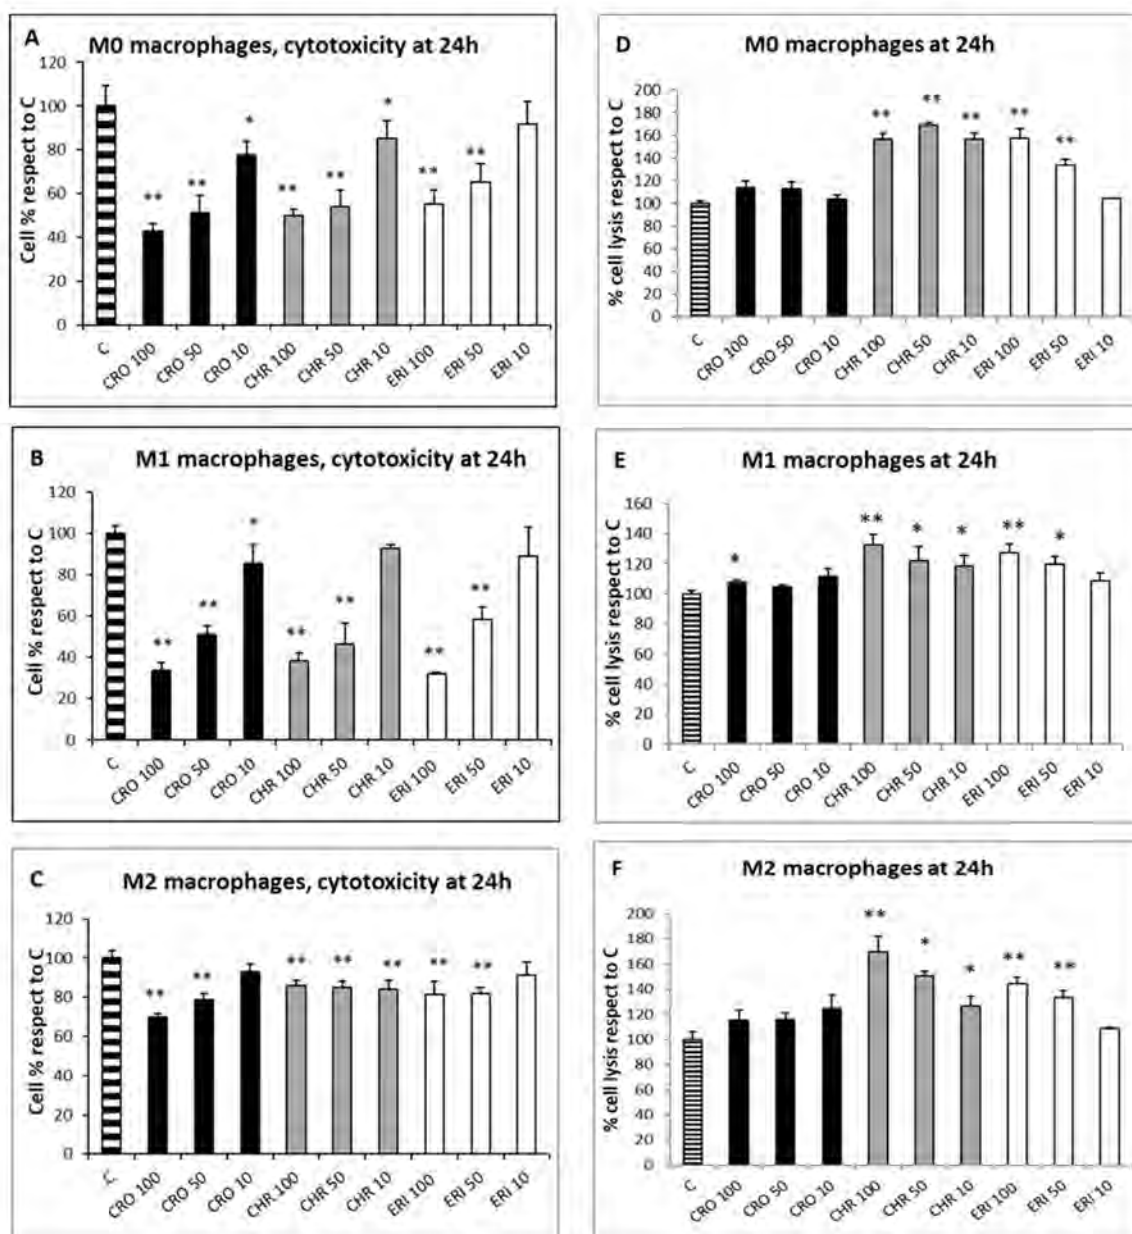 A
M0 macrophages, cytotoxicity at 24h
Cell % respect to C
120
100
80
60
40
20
0
**
**
*
**
**
*
**
**
C
CRO 100
CRO 50
CRO 10
CHR 100
CHR 50
CHR 10
ERI 100
ERI 50
ERI 10
D
M0 macrophages at 24h
% cell lysis respect to C
200
180
160
140
120
100
80
60
40
20
0
**
**
**
**
**
C
CRO 100
CRO 50
CRO 10
CHR 100
CHR 50
CHR 10
ERI 100
ERI 50
ERI 10
B
M1 macrophages, cytotoxicity at 24h
Cell % respect to C
120
100
80
60
40
20
0
**
**
*
**
**
**
**
C
CRO 100
CRO 50
CRO 10
CHR 100
CHR 50
CHR 10
ERI 100
ERI 50
ERI 10
E
M1 macrophages at 24h
% cell lysis respect to C
160
140
120
100
80
60
40
20
0
*
**
*
*
**
*
C
CRO 100
CRO 50
CRO 10
CHR 100
CHR 50
CHR 10
ERI 100
ERI 50
ERI 10
C
M2 macrophages, cytotoxicity at 24h
Cell % respect to C
120
100
80
60
40
20
0
**
**
**
**
**
**
**
C
CRO 100
CRO 50
CRO 10
CHR 100
CHR 50
CHR 10
ERI 100
ERI 50
ERI 10
F
M2 macrophages at 24h
% cell lysis respect to C
200
180
160
140
120
100
80
60
40
20
0
**
*
*
**
**
C
CRO 100
CRO 50
CRO 10
CHR 100
CHR 50
CHR 10
ERI 100
ERI 50
ERI 10